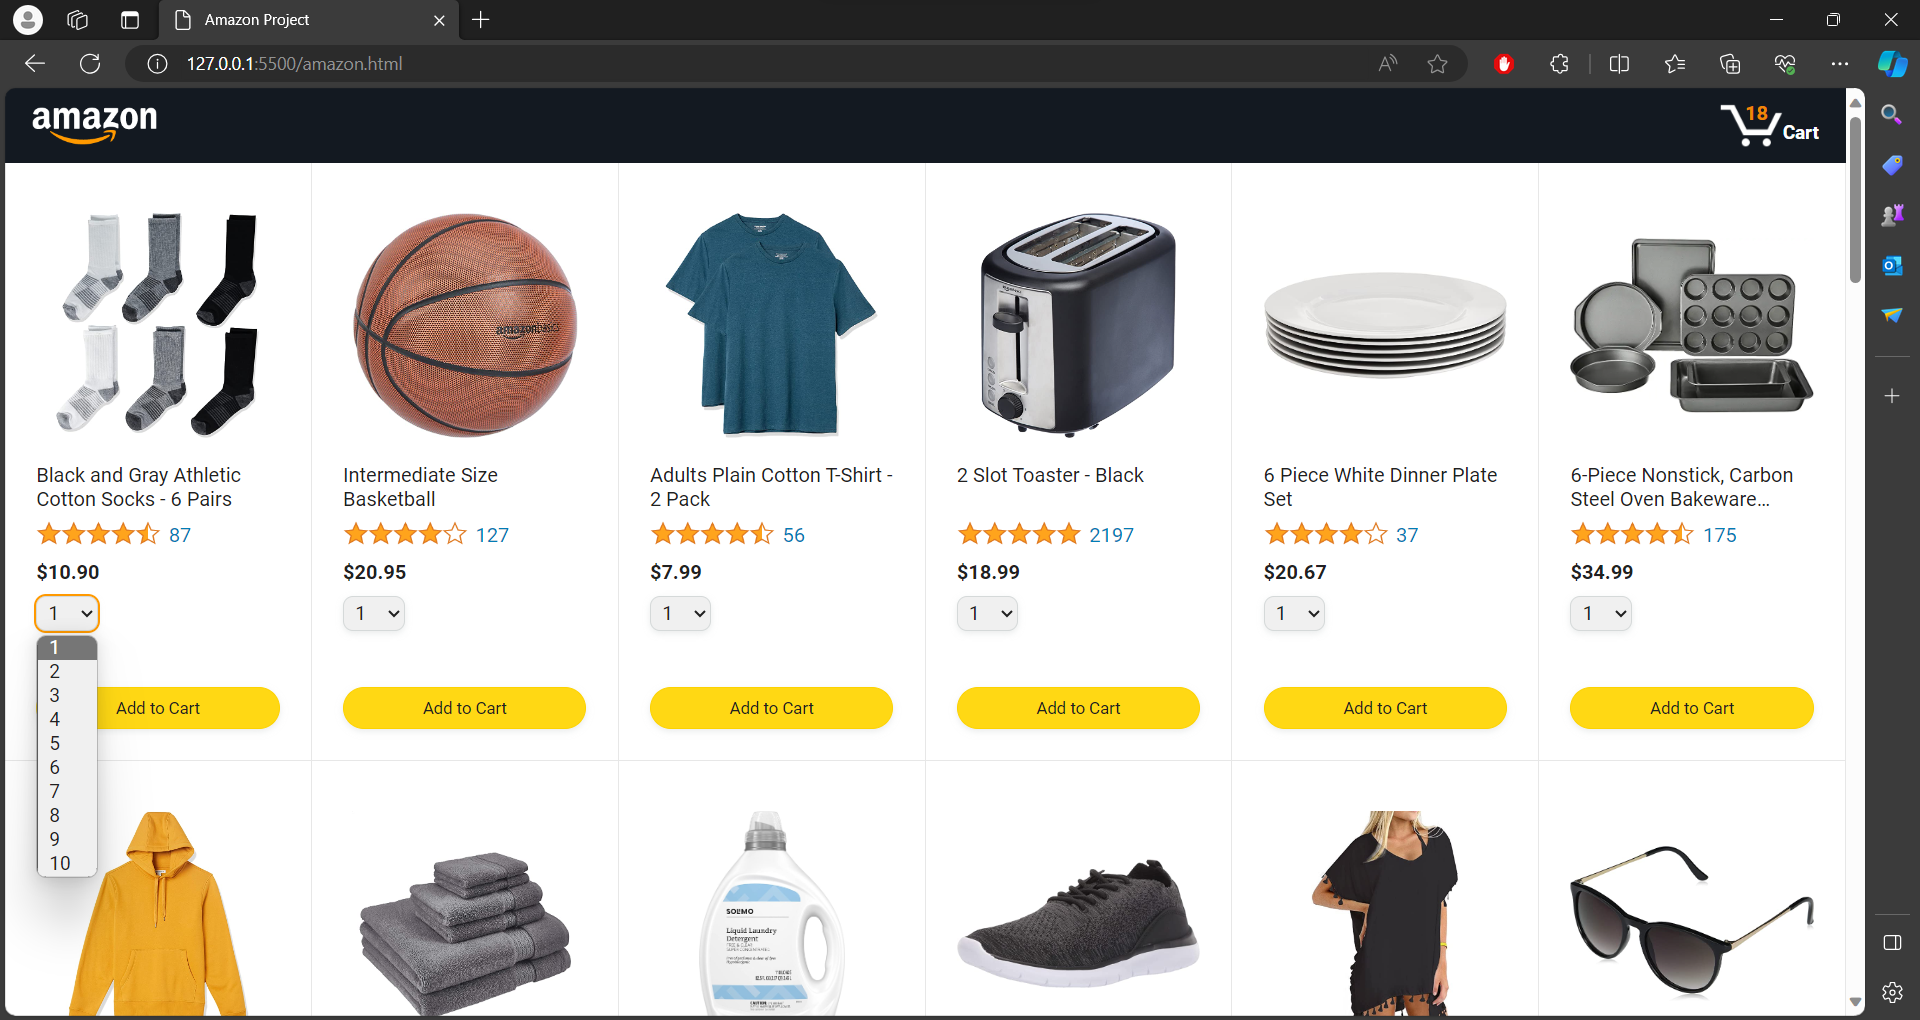 Amazon Project
127.0.0.1:5500/amazon.html
amazon
18
Cart
Black and Gray Athletic
Cotton Socks - 6 Pairs
87
$10.90
1
1
2
3
4
5
6
7
8
9
10
Add to Cart
Intermediate Size
Basketball
127
$20.95
1
Add to Cart
Adults Plain Cotton T-Shirt -
2 Pack
56
$7.99
1
Add to Cart
2 Slot Toaster - Black
2197
$18.99
1
Add to Cart
6 Piece White Dinner Plate
Set
37
$20.67
1
Add to Cart
6-Piece Nonstick, Carbon
Steel Oven Bakeware...
175
$34.99
1
Add to Cart
SOLIMO
Liquid Laundry
Detergent
FREE & CLEAR